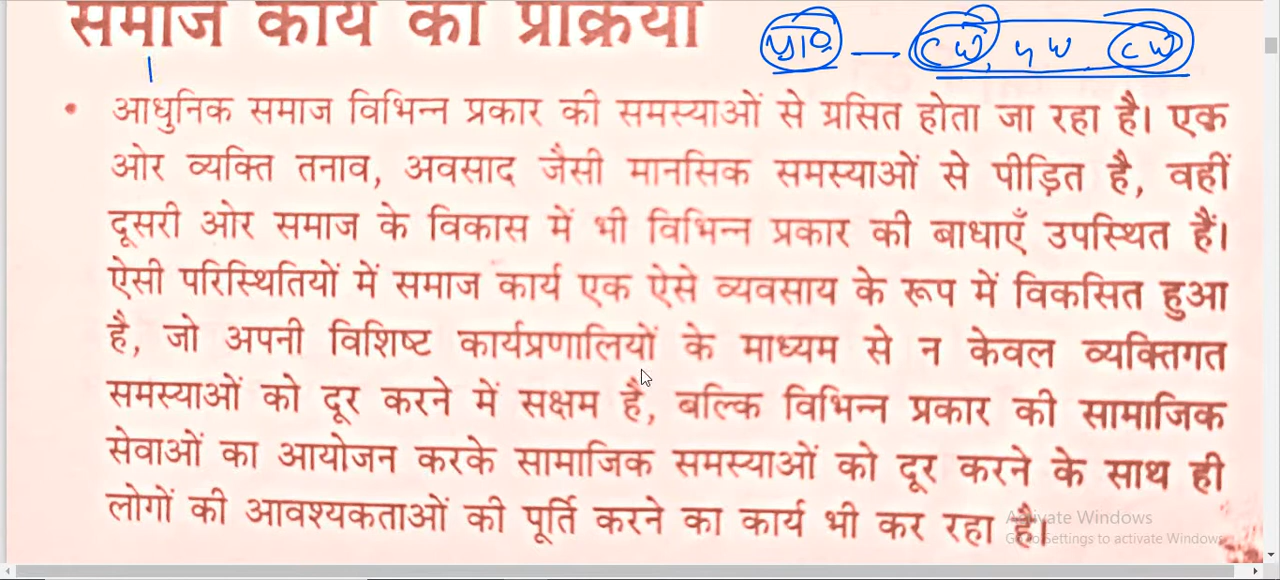 समाज कार्य की प्रक्रिया
CW, GW CW
• आधुनिक समाज विभिन्न प्रकार की समस्याओं से ग्रसित होता जा रहा है। एक
ओर व्यक्ति तनाव, अवसाद जैसी मानसिक समस्याओं से पीड़ित है, वहीं
दूसरी ओर समाज के विकास में भी विभिन्न प्रकार की बाधाएँ उपस्थित हैं।
ऐसी परिस्थितियों में समाज कार्य एक ऐसे व्यवसाय के रूप में विकसित हुआ
है, जो अपनी विशिष्ट कार्यप्रणालियों के माध्यम से न केवल व्यक्तिगत
समस्याओं को दूर करने में सक्षम है, बल्कि विभिन्न प्रकार की सामाजिक
सेवाओं का आयोजन करके सामाजिक समस्याओं को दूर करने के साथ ही
लोगों की आवश्यकताओं की पूर्ति करने का कार्य भी कर रहा है।
Activate Windows
Go to Settings to activate Windows.